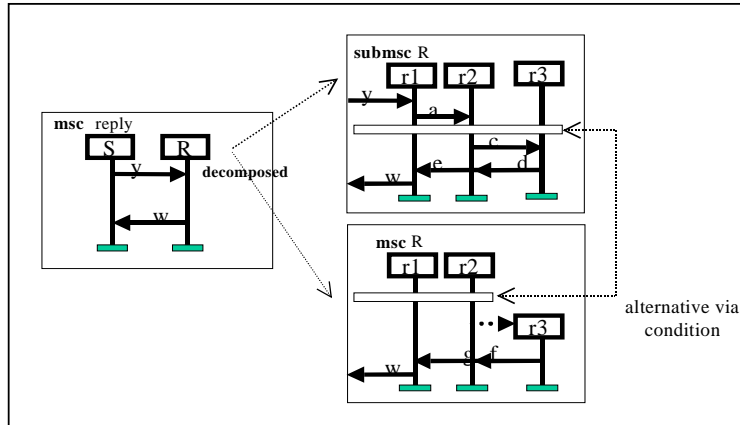 msc reply
S R
y
decomposed
w
submsc R
r1 r2 r3
y
a
c
e d
w
msc R
r1 r2
r3
g f
w
alternative via
condition